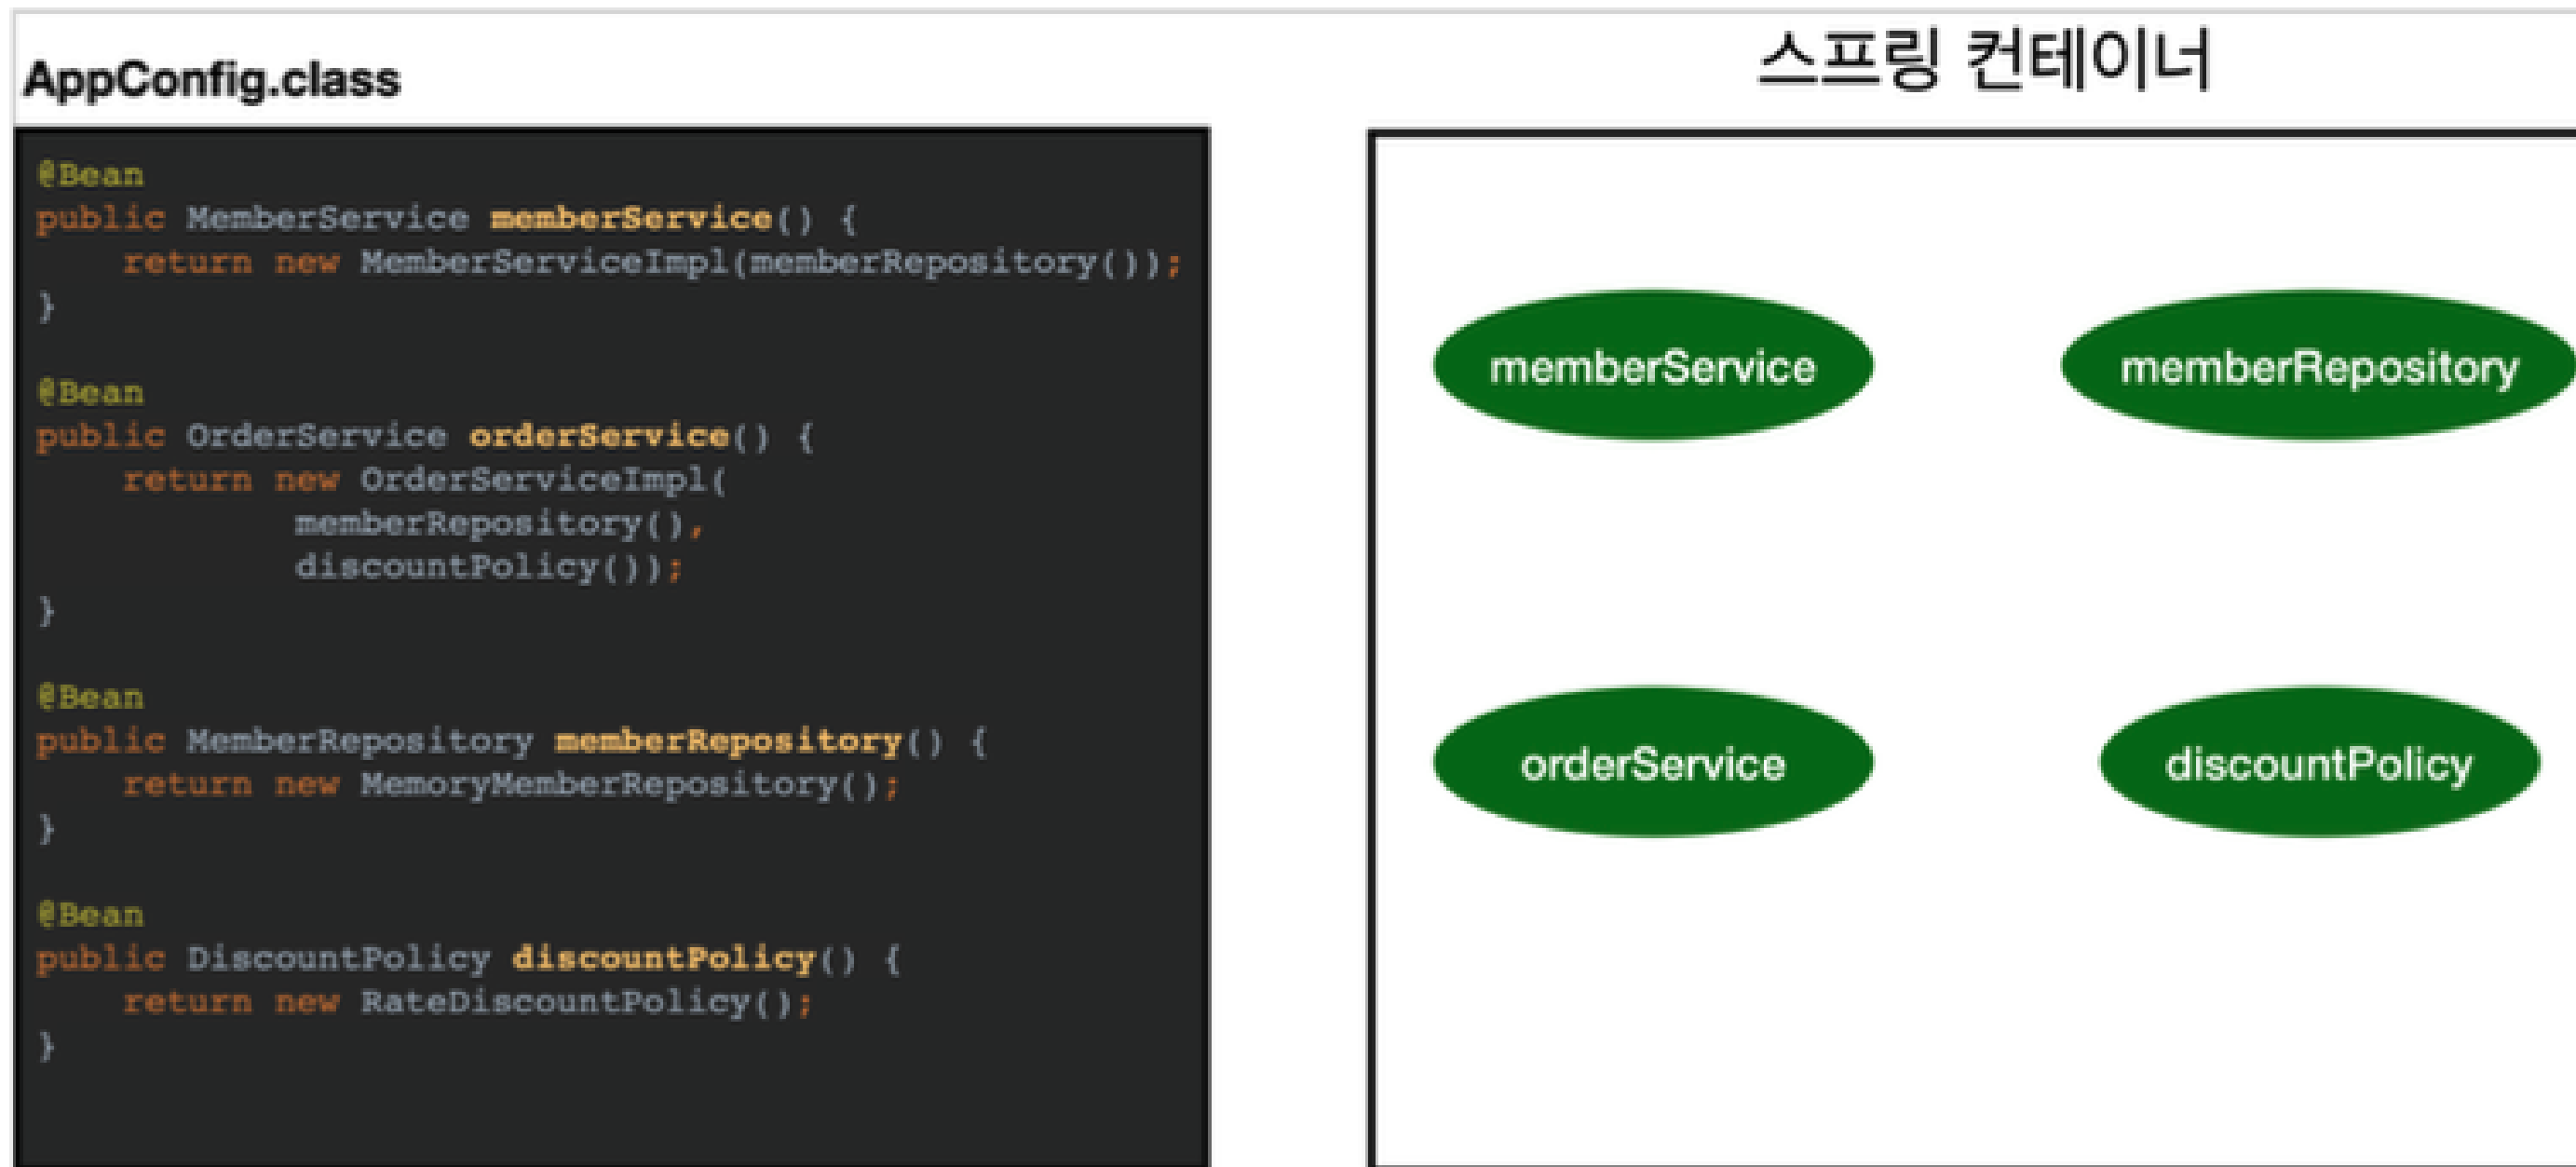 AppConfig.class
@Bean
public MemberService memberService() {
    return new MemberServiceImpl(memberRepository());
}
@Bean
public OrderService orderService() {
    return new OrderServiceImpl(
            memberRepository(),
            discountPolicy());
}
@Bean
public MemberRepository memberRepository() {
    return new MemoryMemberRepository();
}
@Bean
public DiscountPolicy discountPolicy() {
    return new RateDiscountPolicy();
}
스프링 컨테이너
memberService
memberRepository
orderService
discountPolicy